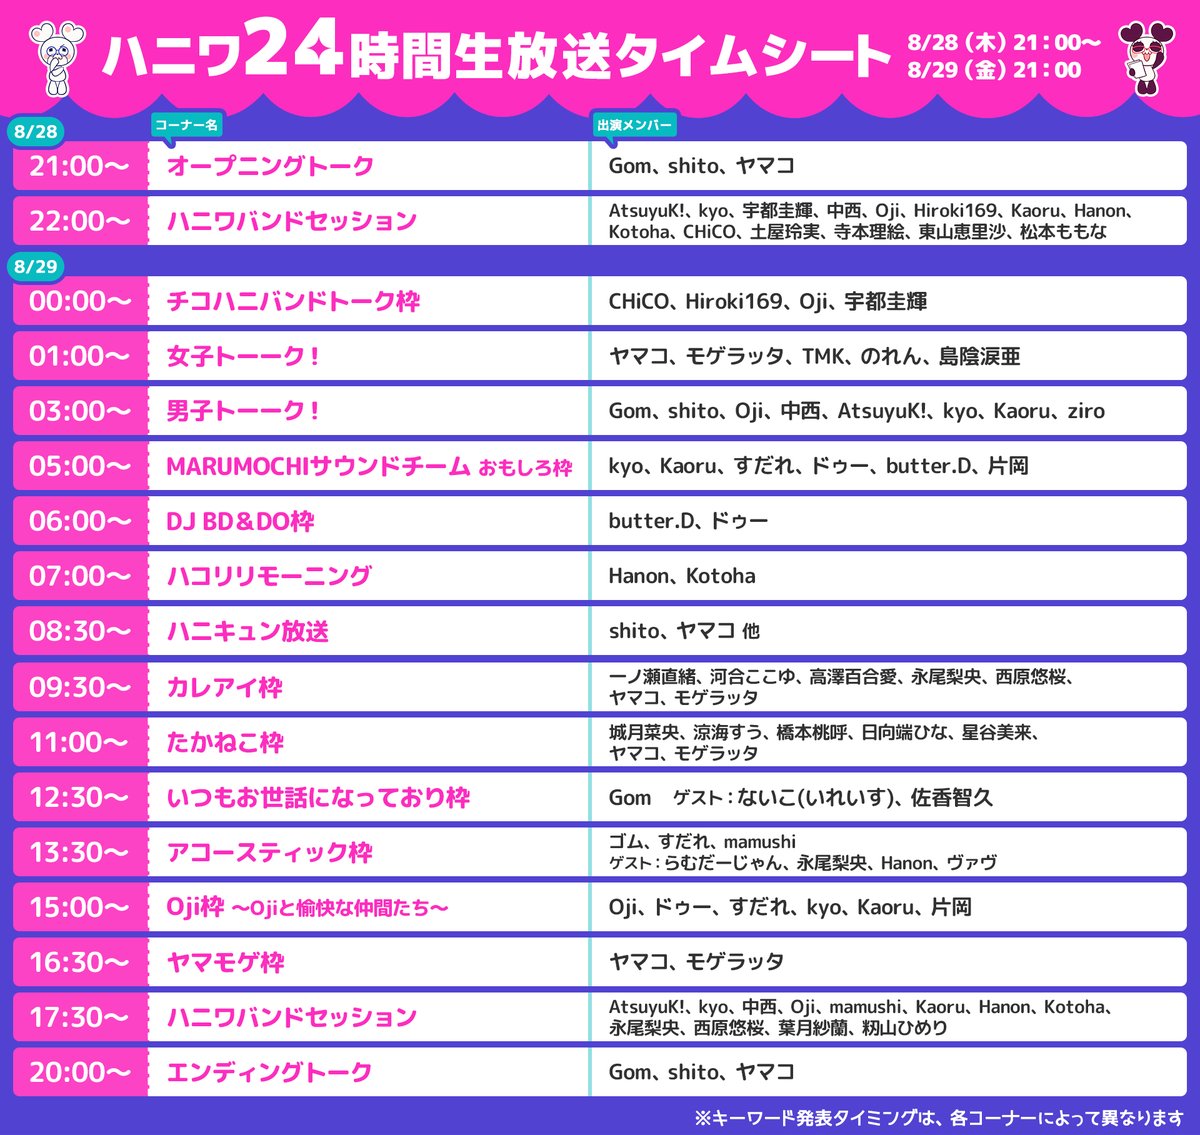 ハニワ24時間生放送タイムシート
8/28（木）21：00～
8/29（金）21：00
8/28
コーナー名
出演メンバー
21:00～ オープニングトーク Gom、shito、ヤマコ
22:00～ ハニワバンドセッション AtsuyuK!、kyo、宇都圭輝、中西、Oji、Hiroki169、Kaoru、Hanon、
Kotoha、CHiCO、土屋玲実、寺本理絵、東山恵里沙、松本ももな
8/29
00:00～ チコハニバンドトーク枠 CHiCO、Hiroki169、Oji、宇都圭輝
01:00～ 女子トーーク！ ヤマコ、モゲラッタ、TMK、のれん、島陰涙亜
03:00～ 男子トーーク！ Gom、shito、Oji、中西、AtsuyuK!、kyo、Kaoru、ziro
05:00～ MARUMOCHIサウンドチーム おもしろ枠 kyo、Kaoru、すだれ、ドゥー、butter.D、片岡
06:00～ DJ BD＆DO枠 butter.D、ドゥー
07:00～ ハコリリモーニング Hanon、Kotoha
08:30～ ハニキュン放送 shito、ヤマコ 他
09:30～ カレアイ枠 一ノ瀬直緒、河合ここゆ、高澤百合愛、永尾梨央、西原悠桜、
ヤマコ、モゲラッタ
11:00～ たかねこ枠 城月菜央、涼海すう、橋本桃呼、日向端ひな、星谷美来、
ヤマコ、モゲラッタ
12:30～ いつもお世話になっており枠 Gom ゲスト：ないこ(いれいす)、佐香智久
13:30～ アコースティック枠 ゴム、すだれ、mamushi
ゲスト：らむだーじゃん、永尾梨央、Hanon、ヴァヴ
15:00～ Oji枠 ～Ojiと愉快な仲間たち～ Oji、ドゥー、すだれ、kyo、Kaoru、片岡
16:30～ ヤマモゲ枠 ヤマコ、モゲラッタ
17:30～ ハニワバンドセッション AtsuyuK!、kyo、中西、Oji、mamushi、Kaoru、Hanon、Kotoha、
永尾梨央、西原悠桜、葉月紗蘭、籾山ひめり
20:00～ エンディングトーク Gom、shito、ヤマコ
※キーワード発表タイミングは、各コーナーによって異なります